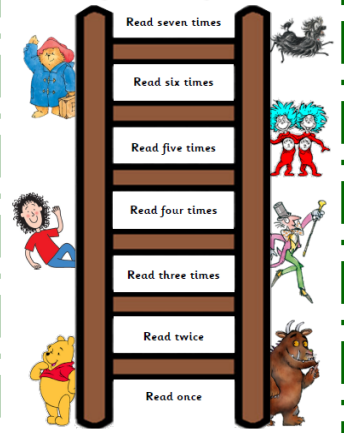 Read seven times
Read six times
Read five times
Read four times
Read three times
Read twice
Read once